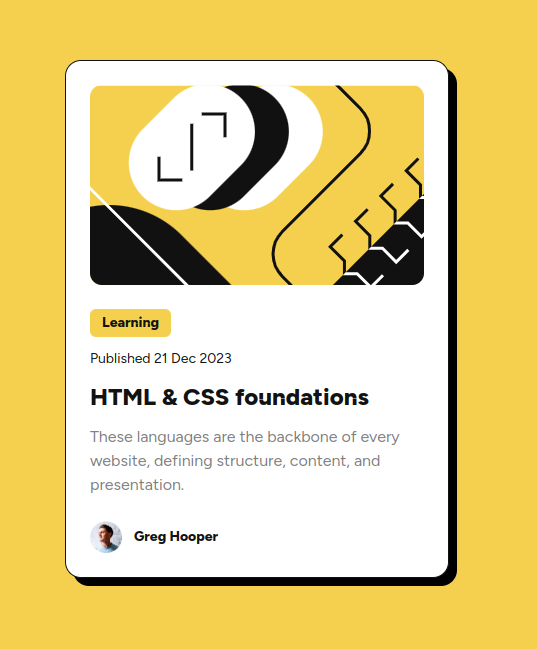 Learning
Published 21 Dec 2023
HTML & CSS foundations
These languages are the backbone of every
website, defining structure, content, and
presentation.
Greg Hooper